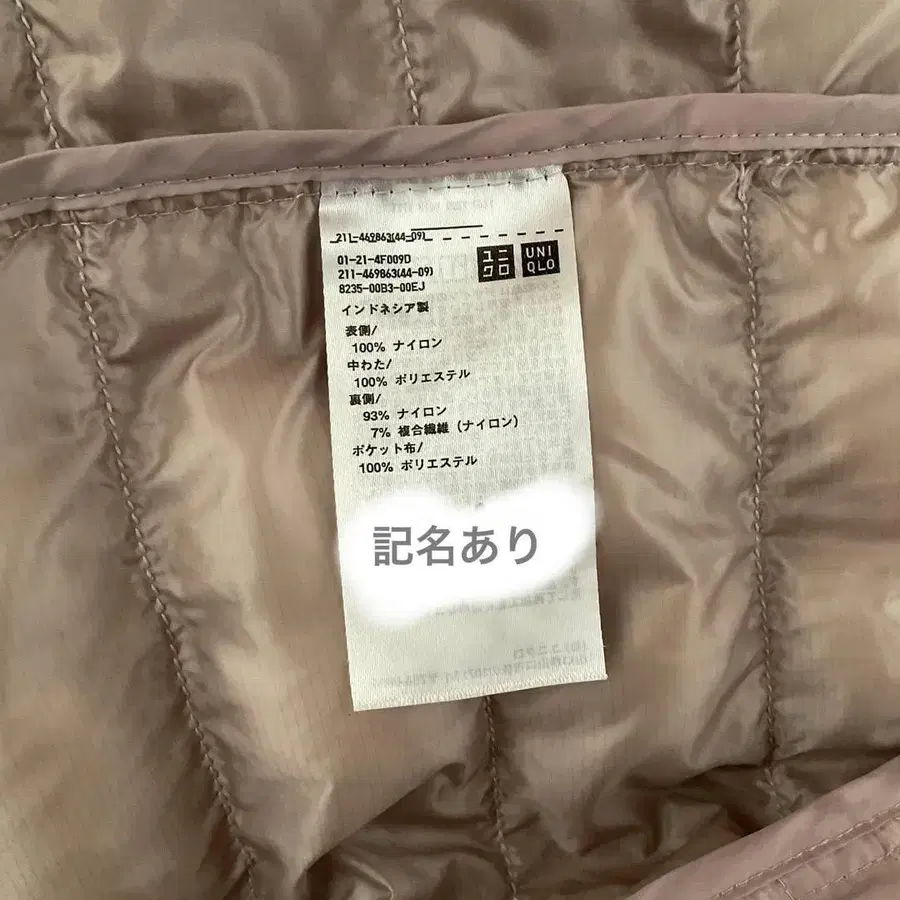 211-469863(44-09)
01-21-4F009D
211-469863(44-09)
8235-00B3-00EJ
ユニクロ
UNIQLO
インドネシア製
表側/
100% ナイロン
中わた/
100% ポリエステル
裏側/
93% ナイロン
7% 複合繊維（ナイロン）
ポケット布/
100% ポリエステル
記名あり